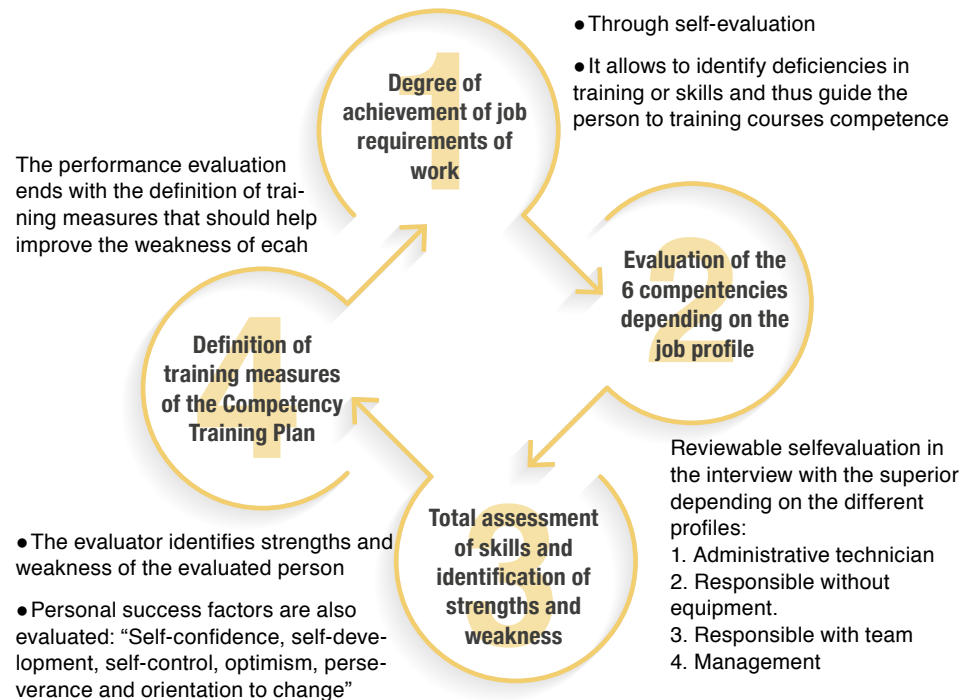 1
Degree of
achievement of job
requirements of
work
● Through self-evaluation
● It allows to identify deficiencies in
training or skills and thus guide the
person to training courses competence
2
Evaluation of the
6 compentencies
depending on the
job profile
Reviewable selfevaluation in
the interview with the superior
depending on the different
profiles:
1. Administrative technician
2. Responsible without
equipment.
3. Responsible with team
4. Management
3
Total assessment
of skills and
identification of
strengths and
weakness
● The evaluator identifies strengths and
weakness of the evaluated person
● Personal success factors are also
evaluated: “Self-confidence, self-deve-
lopment, self-control, optimism, perse-
verance and orientation to change”
4
Definition of
training measures
of the Competency
Training Plan
The performance evaluation
ends with the definition of trai-
ning measures that should help
improve the weakness of ecah